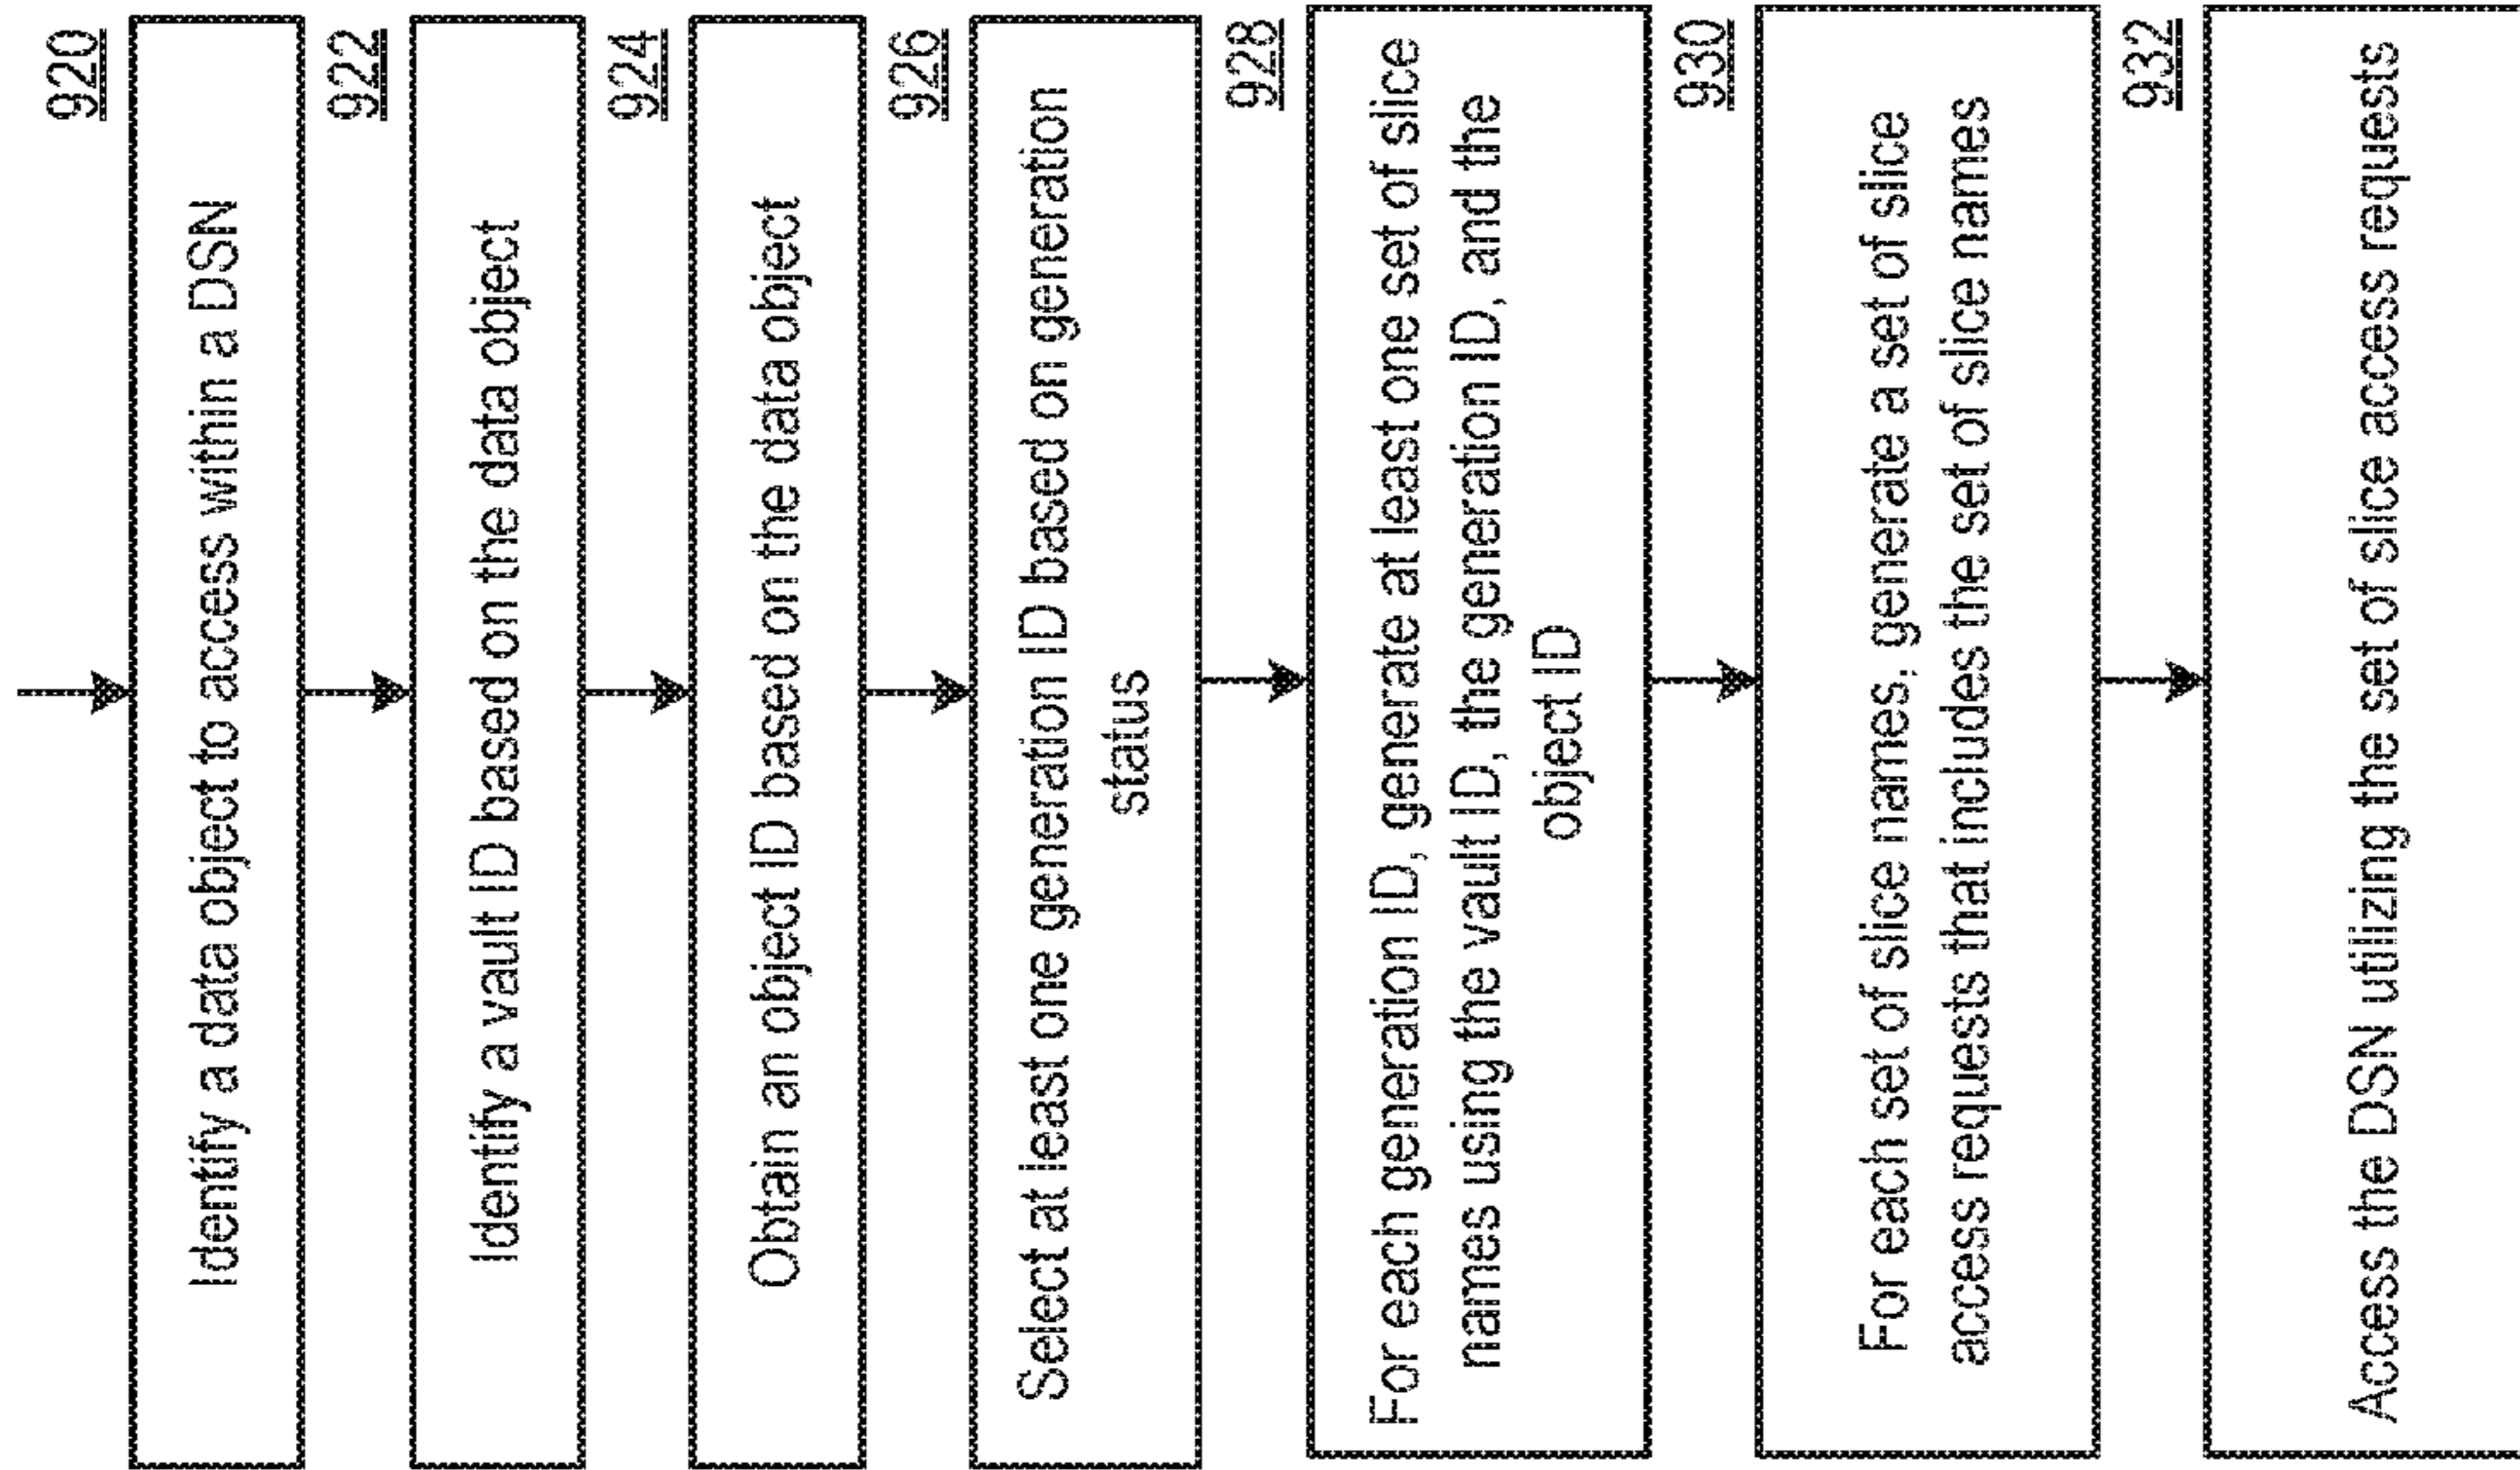 920
Identify a data object to access within a DSN
922
Identify a vault ID based on the data object
924
Obtain an object ID based on the data object
926
Select at least one generation ID based on generation
status
928
For each generation ID, generate at least one set of slice
names using the vault ID, the generation ID, and the
object ID
930
For each set of slice names, generate a set of slice
access requests that includes the set of slice names
932
Access the DSN utilizing the set of slice access requests